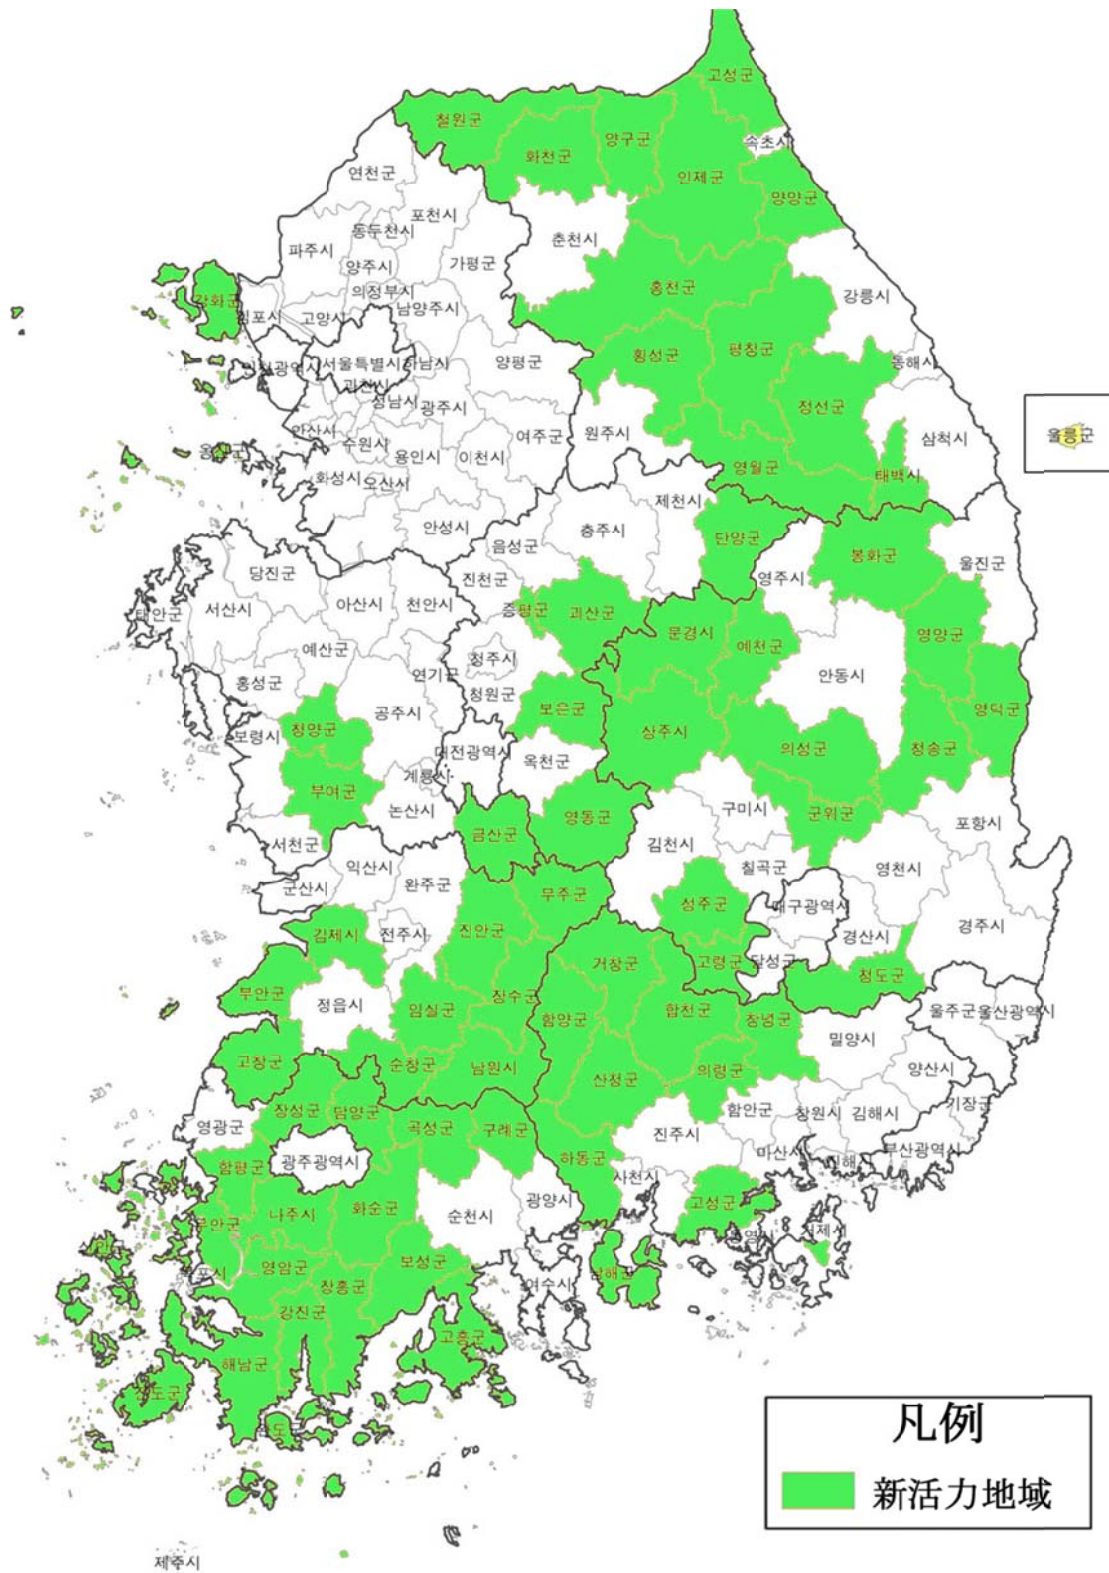 고성군
철원군
양구군
속초시
화천군
연천군
인제군
양양군
포천시
동두천시
춘천시
파주시
양주시
가평군
홍천군
의정부시
강릉시
강화군
남양주시
고양시
평창군
횡성군
양평군
동해시
서울특별시
하남시
과천시
성남시
광주시
정선군
안산시
원주시
여주군
울릉군
수원시
삼척시
용인시
이천시
영월군
화성시
태백시
오산시
제천시
안성시
충주시
단양군
음성군
봉화군
울진군
당진군
진천군
영주시
서산시
아산시
천안시
태안군
증평군
괴산군
문경시
영양군
예천군
예산군
청주시
연기군
안동시
홍성군
청원군
영덕군
공주시
보은군
청양군
상주시
의성군
청송군
보령시
대전광역시
옥천군
계룡시
부여군
구미시
논산시
군위군
영동군
포항시
금산군
서천군
김천시
익산시
칠곡군
영천시
군산시
완주군
무주군
성주군
대구광역시
경주시
김제시
전주시
진안군
경산시
달성군
거창군
고령군
청도군
부안군
장수군
정읍시
임실군
합천군
함양군
창녕군
울주군
울산광역시
밀양시
고창군
순창군
남원시
의령군
양산시
산청군
기장군
장성군
담양군
함안군
창원시
김해시
영광군
곡성군
구례군
진주시
마산시
부산광역시
광주광역시
하동군
함평군
사천시
진해시
고성군
광양시
화순군
나주시
순천시
무안군
거제시
보성군
영암군
남해군
장흥군
여수시
강진군
고흥군
해남군
진도군
완도군
凡例
新活力地域
제주시